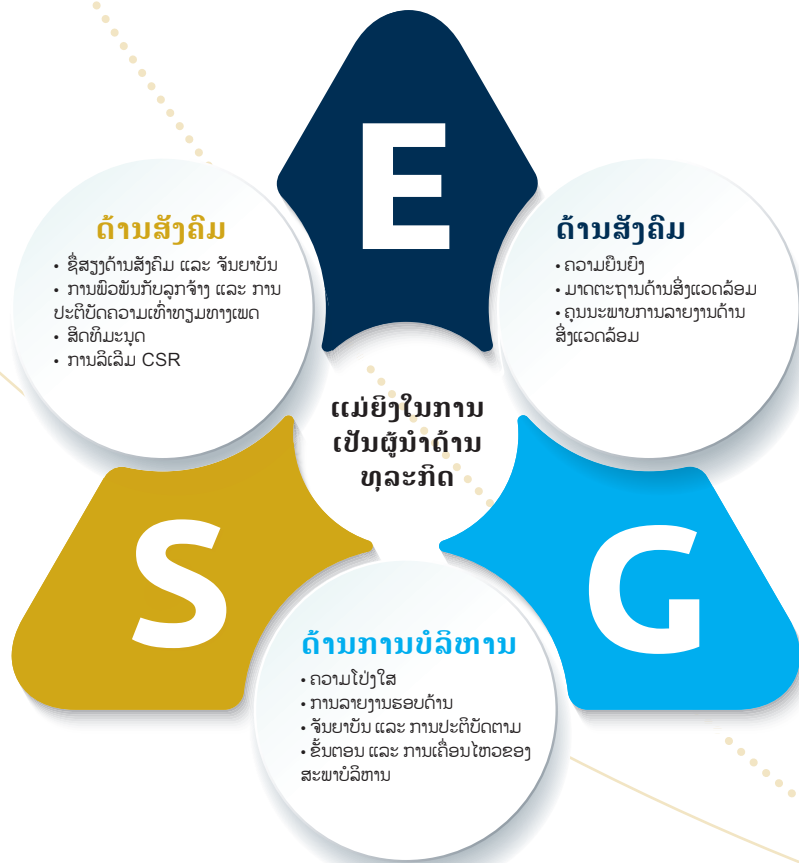 E
ດ້ານສັງຄົມ
• ຊື່ສຽງດ້ານສັງຄົມ ແລະ ຈັນຍາບັນ
• ການພົວພັນກັບລູກຈ້າງ ແລະ ການ
ປະຕິບັດຄວາມເທົ່າທຽມທາງເພດ
• ສິດທິມະນຸດ
• ການລິເລີມ CSR
ດ້ານສັງຄົມ
• ຄວາມຍືນຍົງ
• ມາດຕະຖານດ້ານສິ່ງແວດລ້ອມ
• ຄຸນນະພາບການລາຍງານດ້ານ
ສິ່ງແວດລ້ອມ
ແມ່ຍິງໃນການ
ເປັນຜູ້ນຳດ້ານ
ທຸລະກິດ
S
G
ດ້ານການບໍລິຫານ
• ຄວາມໂປ່ງໃສ
• ການລາຍງານຮອບດ້ານ
• ຈັນຍາບັນ ແລະ ການປະຕິບັດຕາມ
• ຂັ້ນຕອນ ແລະ ການເຄື່ອນໄຫວຂອງ
ສະພາບໍລິຫານ